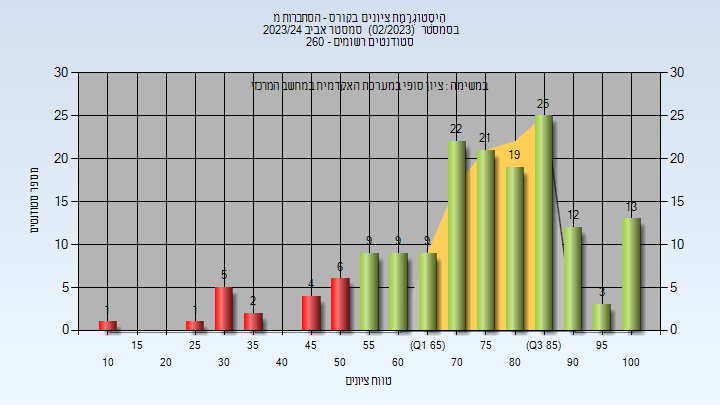 היסטוגרמת ציונים בקורס - הסתברות מ
בסמסטר (02/2023) סמסטר אביב 2023/24
סטודנטים רשומים - 260
במשימה : ציון סופי במערכת האקדמית במחשב המרכזי
מספר סטודנטים
30 30
25 25
20 20
15 15
10 10
5 5
0 0
1 1 5 2 4 6 9 9 9 22 21 19 25 12 3 13
15 25 35 45 55 (Q1 65) 75 (Q3 85) 95
10 20 30 40 50 60 70 80 90 100
טווח ציונים